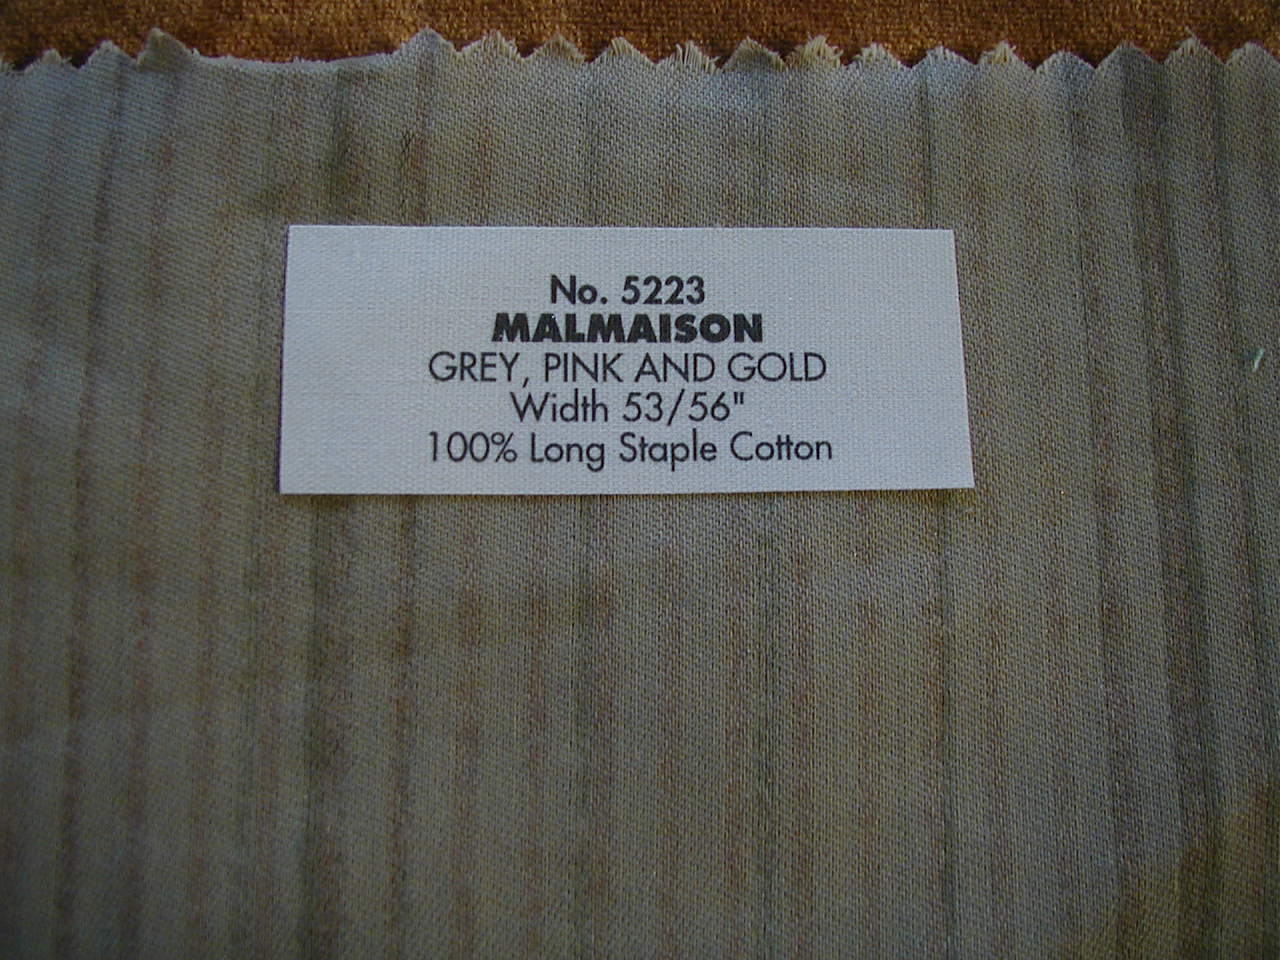 No. 5223
MALMAISON
GREY, PINK AND GOLD
Width 53/56"
100% Long Staple Cotton